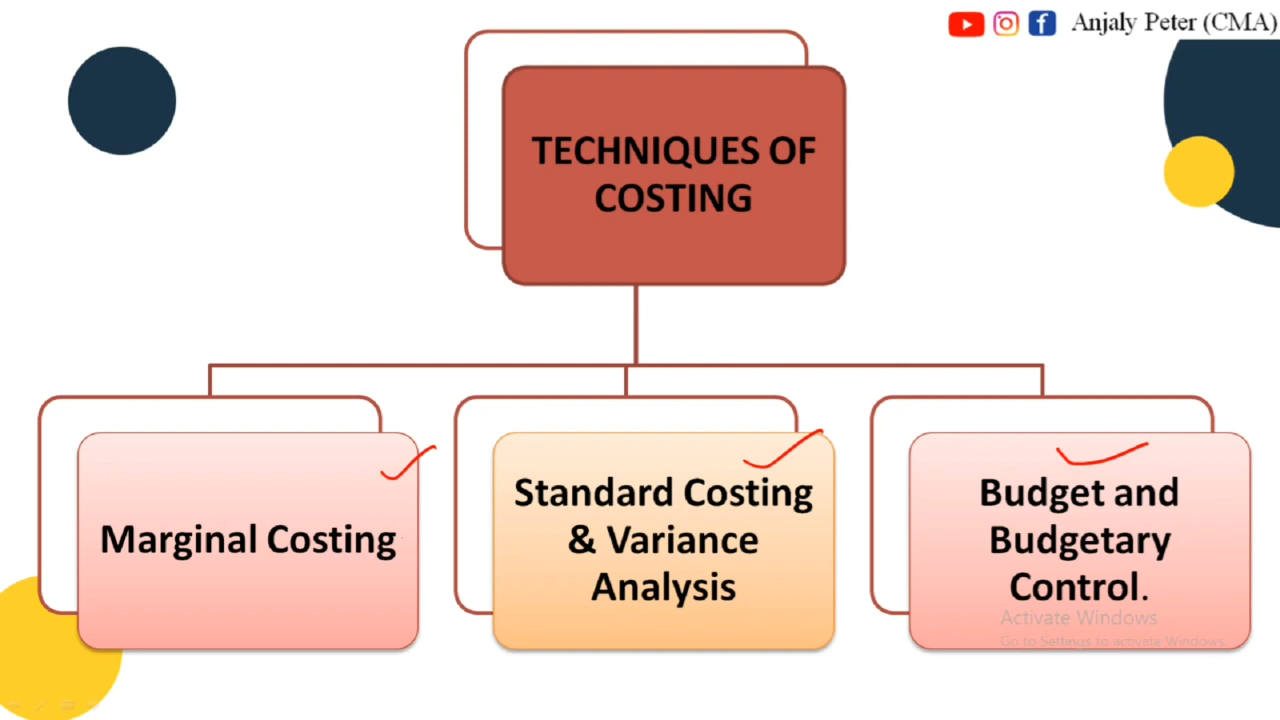 Anjaly Peter (CMA)
TECHNIQUES OF
COSTING
Marginal Costing
Standard Costing
& Variance
Analysis
Budget and
Budgetary
Control.
Activate Windows
Go to Settings to activate Windows.